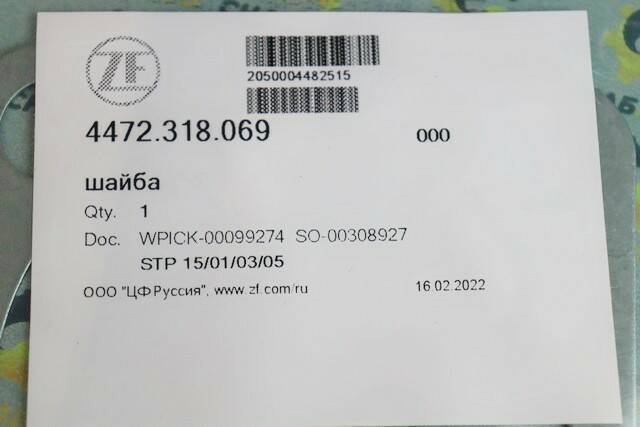 ZF
2050004482515
4472.318.069 000
шайба
Qty. 1
Doc. WPICK-00099274 SO-00308927
STP 15/01/03/05
ООО "ЦФ Руссия", www.zf.com/ru 16.02.2022